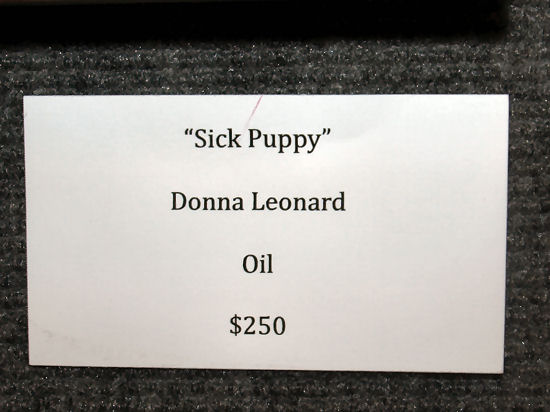 “Sick Puppy”
Donna Leonard
Oil
$250